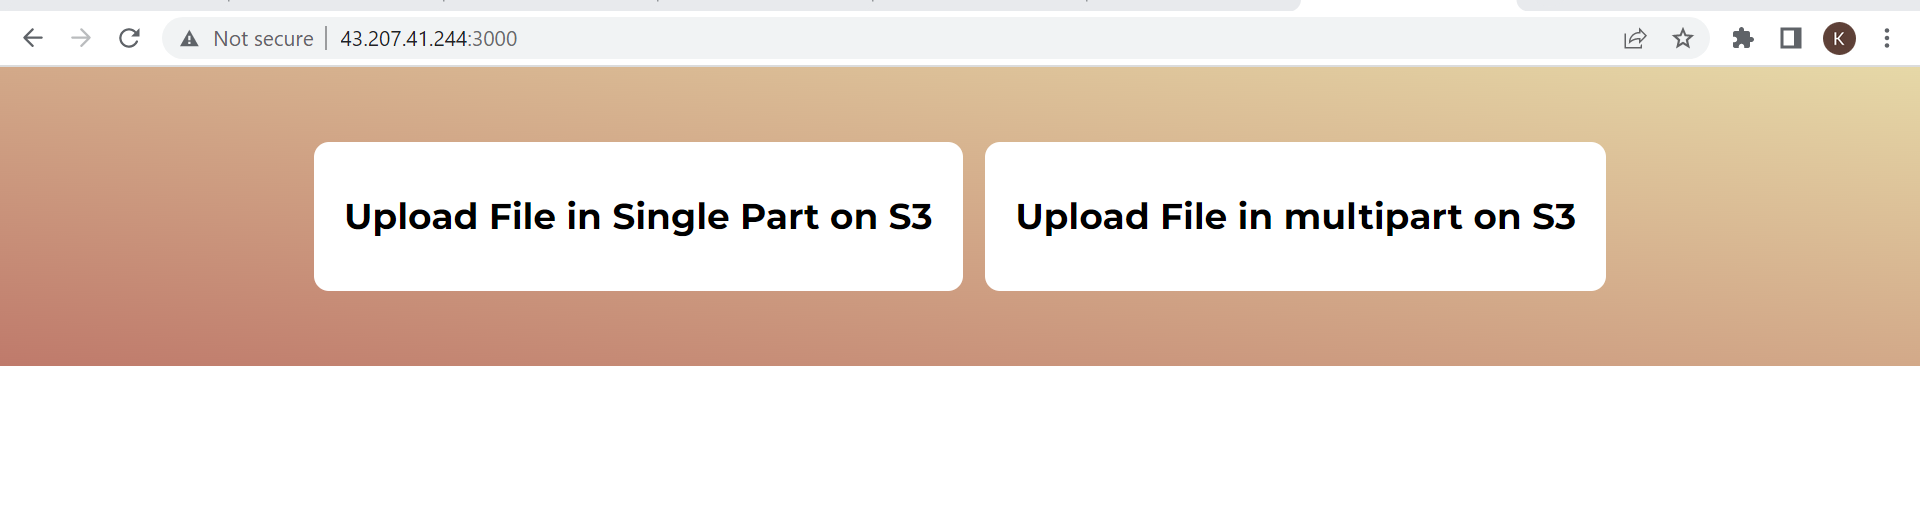 Not secure 43.207.41.244:3000
K
Upload File in Single Part on S3
Upload File in multipart on S3